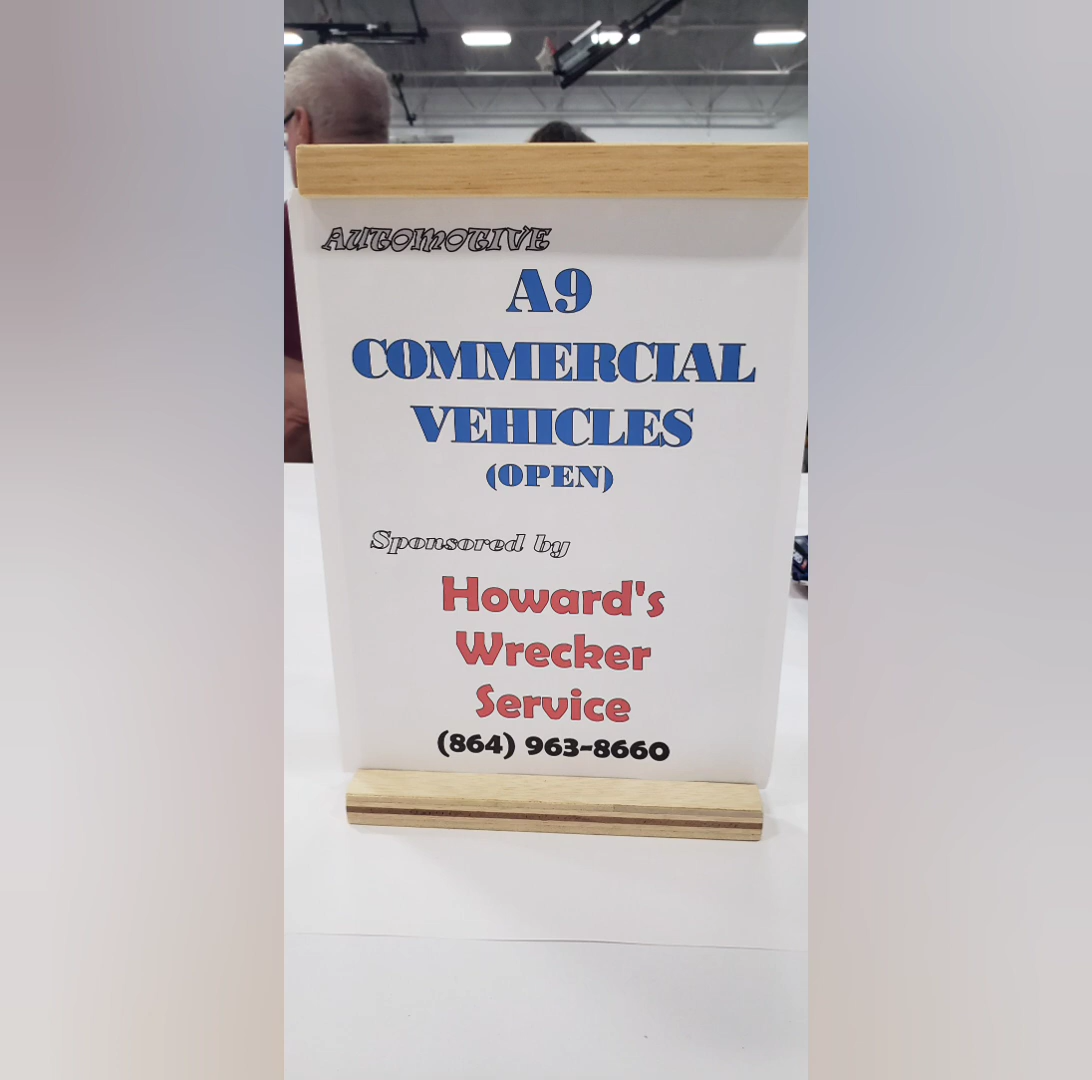 AUTOMOTIVE
A9
COMMERCIAL
VEHICLES
(OPEN)
Sponsored by
Howard's
Wrecker
Service
(864) 963-8660